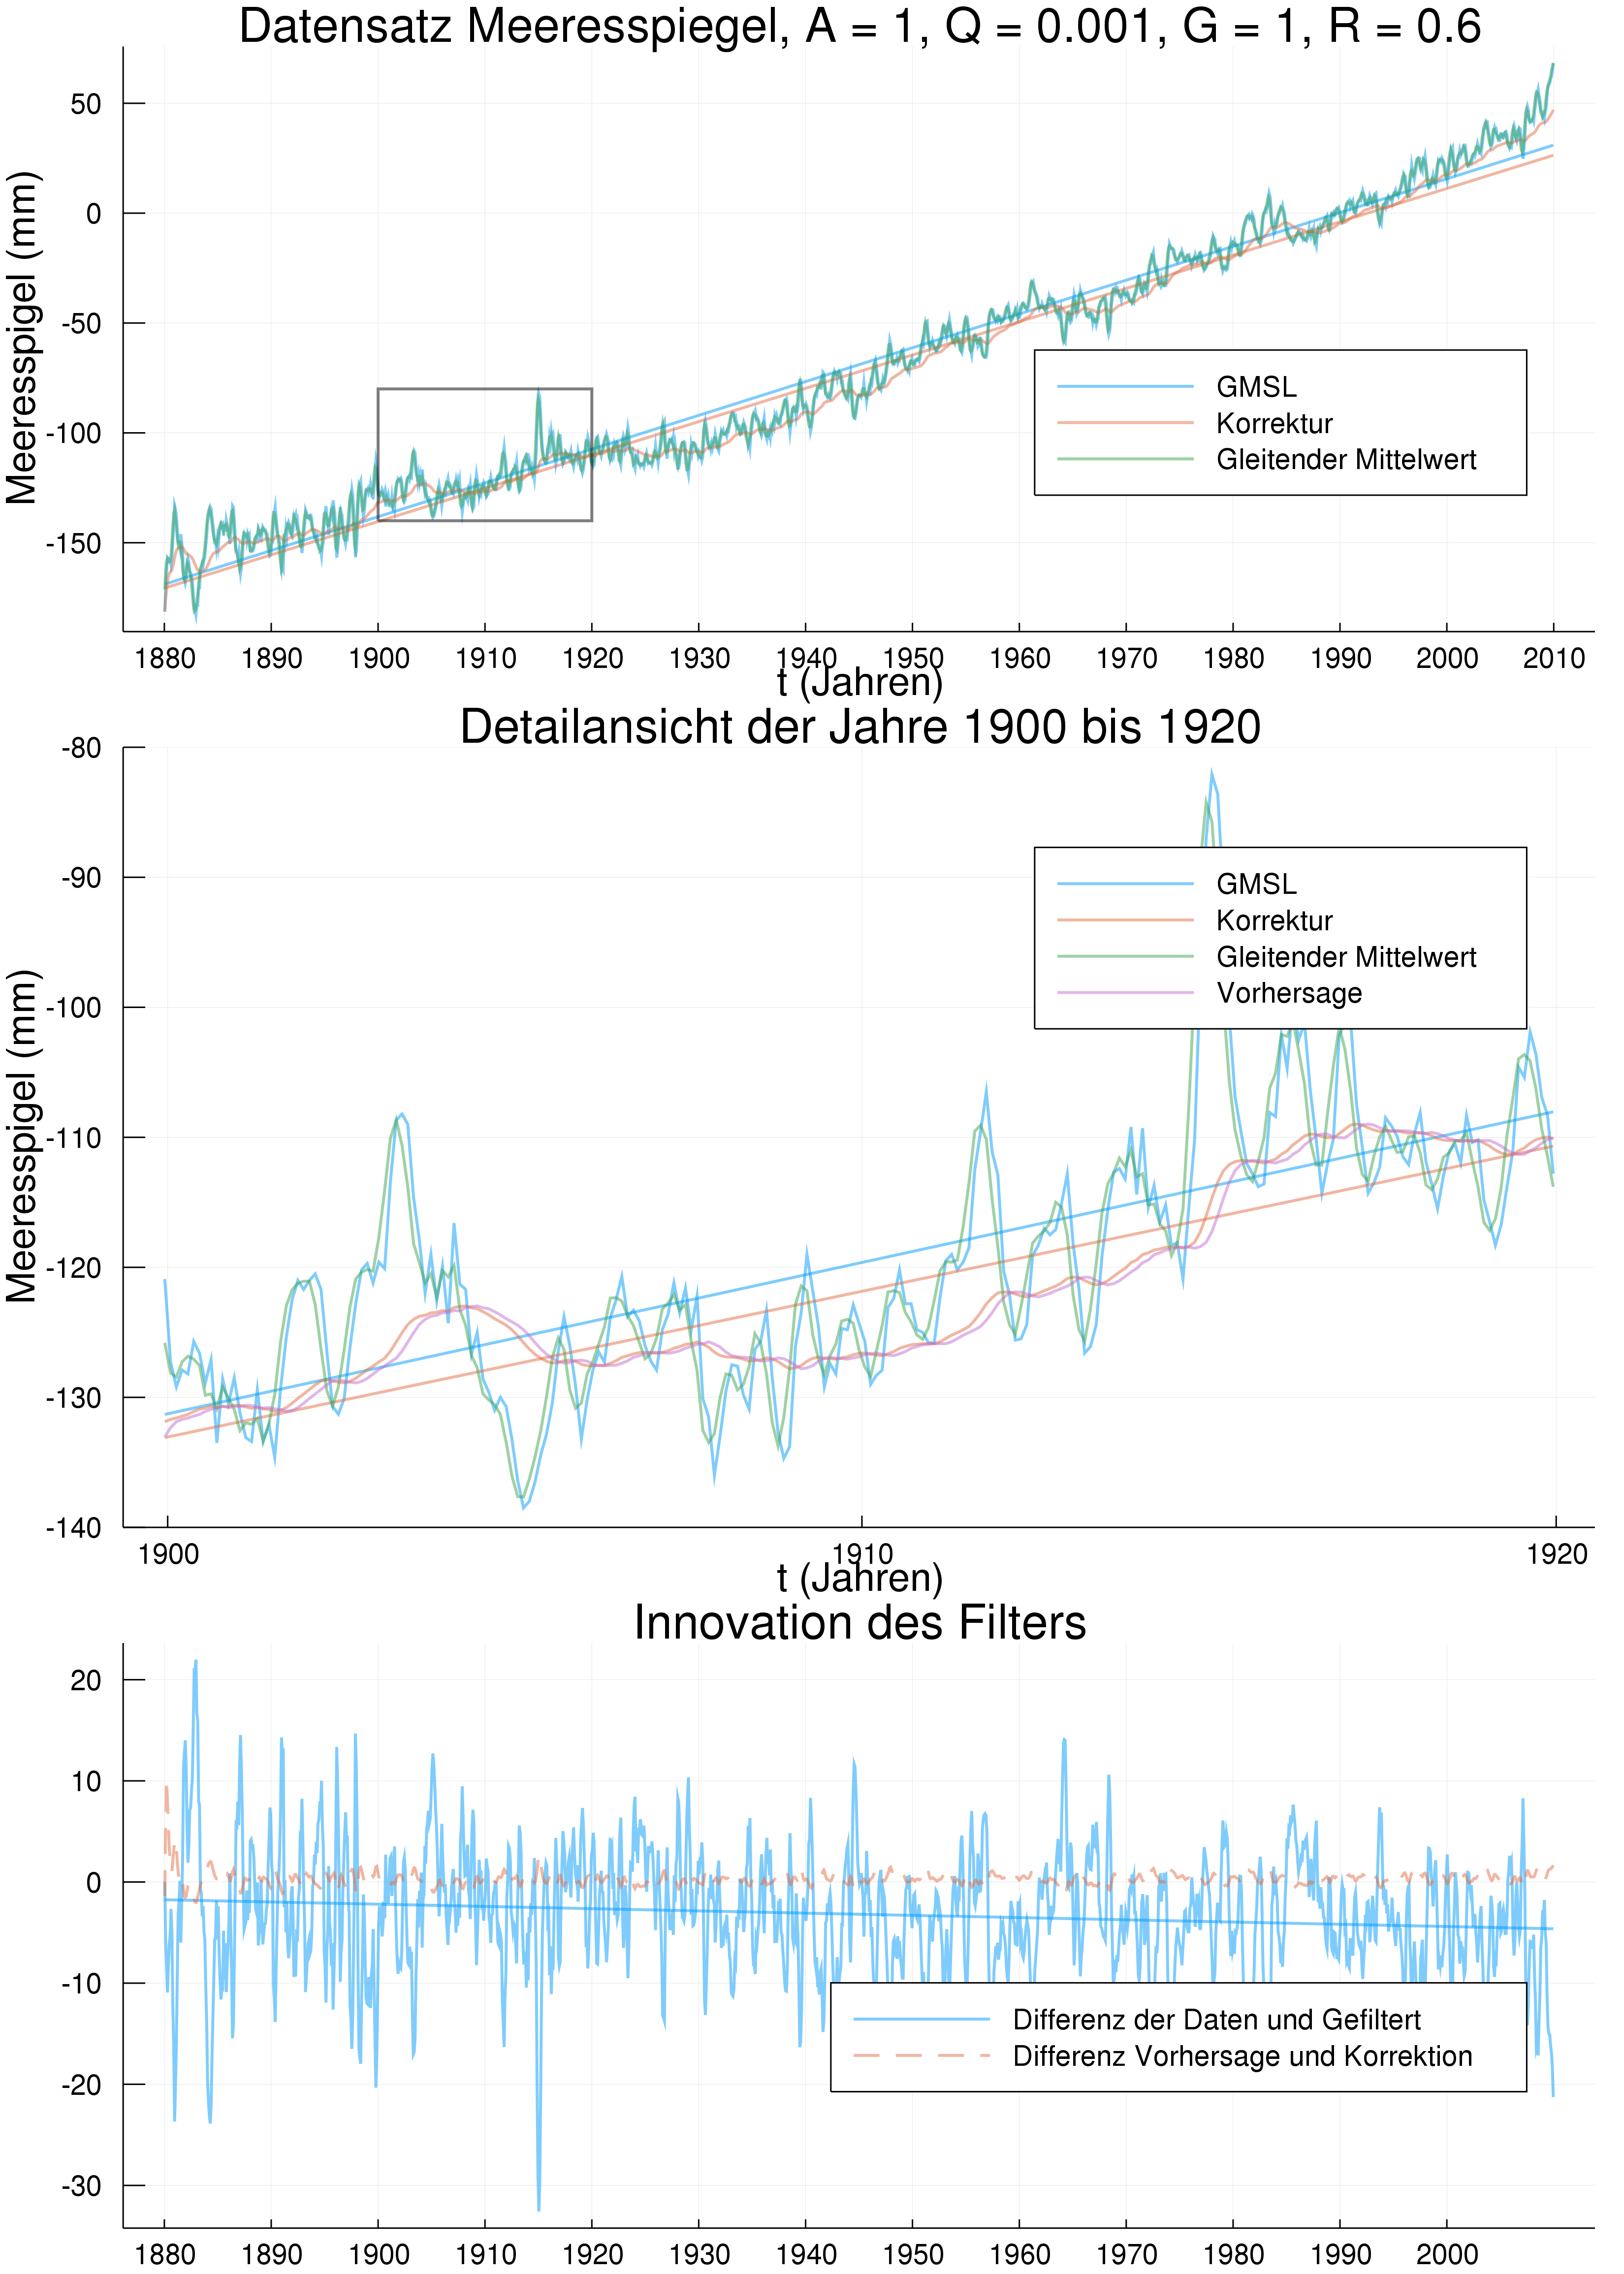 Datensatz Meeresspiegel, A = 1, Q = 0.001, G = 1, R = 0.6
Meeresspigel (mm)
50
0
-50
-100
-150
GMSL
Korrektur
Gleitender Mittelwert
1880 1890 1900 1910 1920 1930 1940 1950 1960 1970 1980 1990 2000 2010
t (Jahren)
Detailansicht der Jahre 1900 bis 1920
Meeresspigel (mm)
-80
-90
-100
-110
-120
-130
-140
GMSL
Korrektur
Gleitender Mittelwert
Vorhersage
1900 1910 1920
t (Jahren)
Innovation des Filters
20
10
0
-10
-20
-30
Differenz der Daten und Gefiltert
Differenz Vorhersage und Korrektion
1880 1890 1900 1910 1920 1930 1940 1950 1960 1970 1980 1990 2000